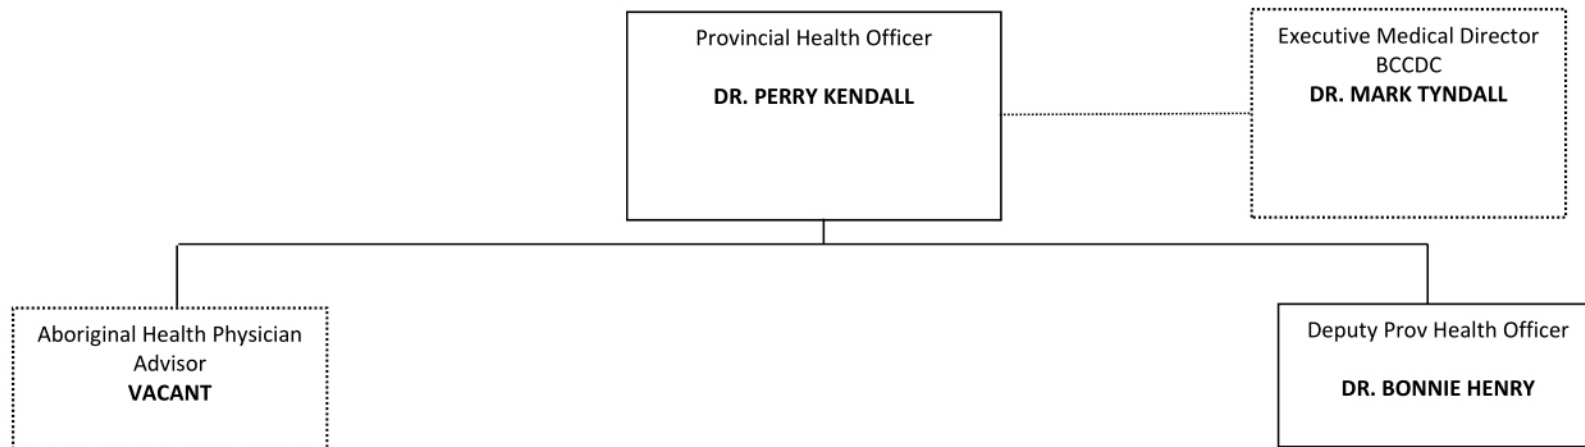 Provincial Health Officer
DR. PERRY KENDALL
Executive Medical Director
BCCDC
DR. MARK TYNDALL
Aboriginal Health Physician
Advisor
VACANT
Deputy Prov Health Officer
DR. BONNIE HENRY